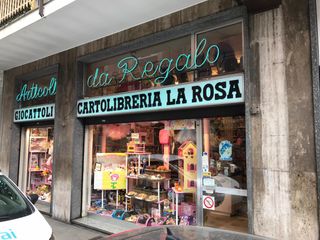 Articoli da Regalo
GIOCATTOLI CARTOLIBRERIA LA ROSA